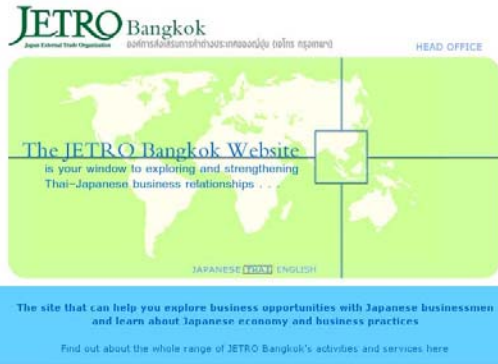 JETRO Bangkok
Japan External Trade Organization
องค์การส่งเสริมการค้าต่างประเทศของญี่ปุ่น (เจโทร กรุงเทพฯ)
HEAD OFFICE
The JETRO Bangkok Website
is your window to exploring and strengthening
Thai-Japanese business relationships . . .
JAPANESE THAI ENGLISH
The site that can help you explore business opportunities with Japanese businessmen
and learn about Japanese economy and business practices
Find out about the whole range of JETRO Bangkok's activities and services here